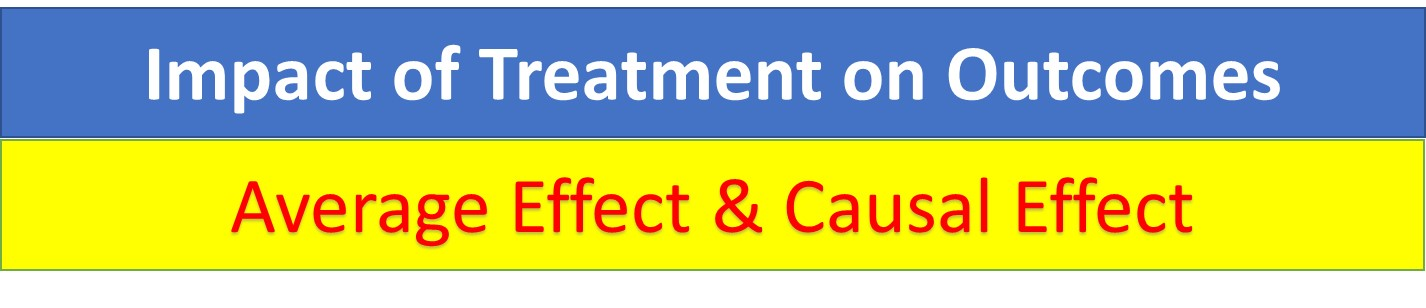 Impact of Treatment on Outcomes
Average Effect & Causal Effect